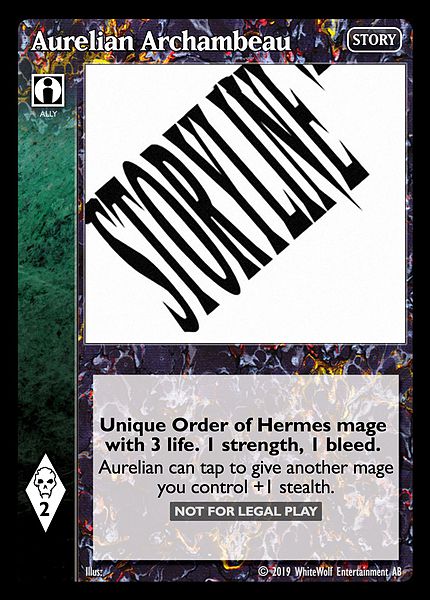 Aurelian Archambeau
STORY
ALLY
STORYLINE
Unique Order of Hermes mage
with 3 life. 1 strength, 1 bleed.
Aurelian can tap to give another mage
you control +1 stealth.
NOT FOR LEGAL PLAY
2
Illus:
© 2019 WhiteWolf Entertainment AB